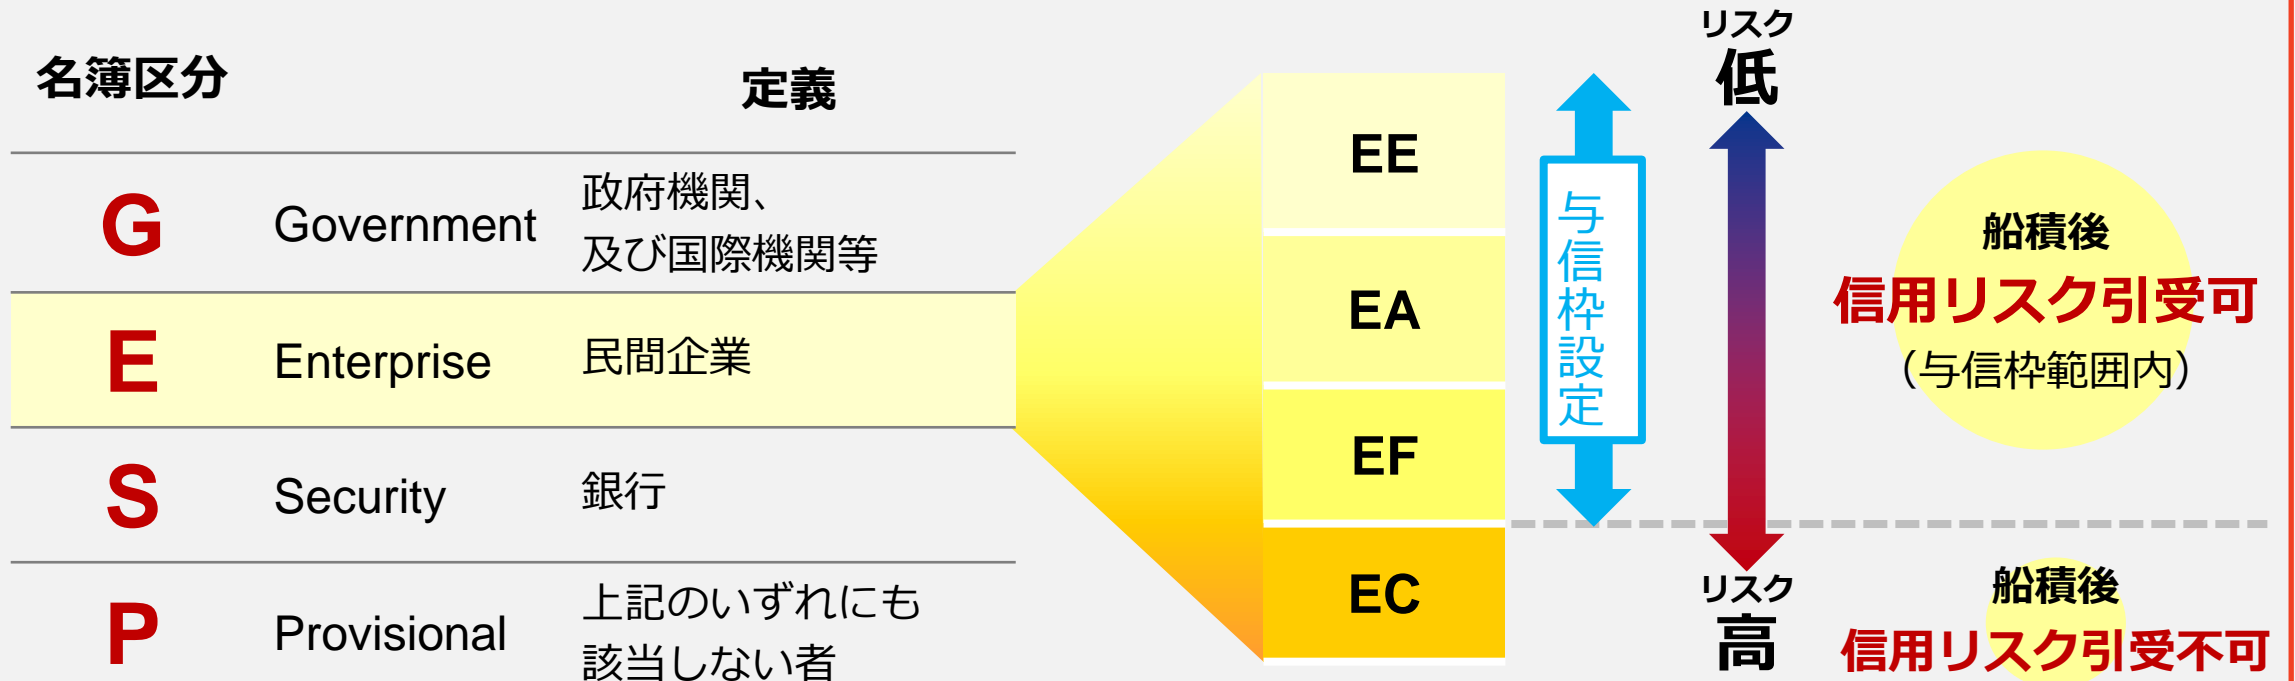 名簿区分
定義
G
Government
政府機関、
及び国際機関等
E
Enterprise
民間企業
S
Security
銀行
P
Provisional
上記のいずれにも
該当しない者
EE
EA
EF
EC
与信枠設定
リスク
低
リスク
高
船積後
信用リスク引受可
（与信枠範囲内）
船積後
信用リスク引受不可